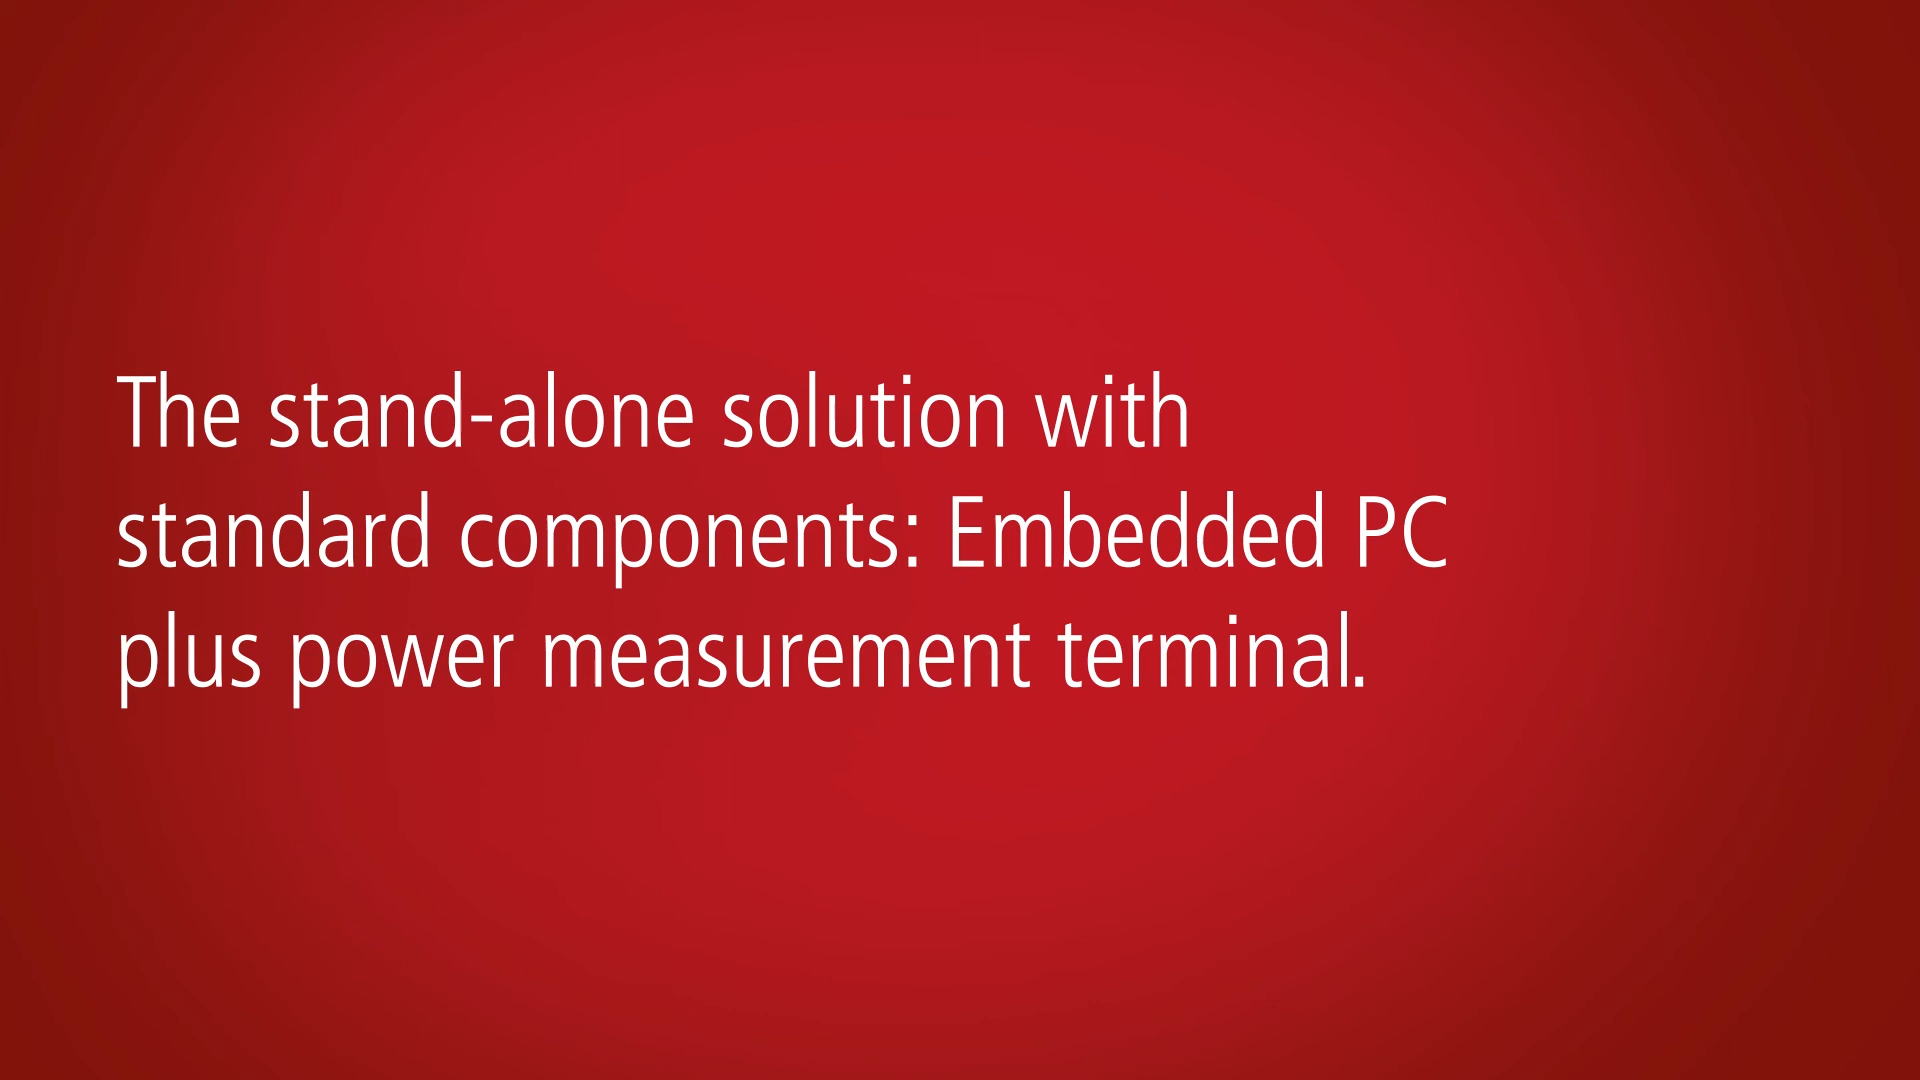 The stand-alone solution with
standard components: Embedded PC
plus power measurement terminal.